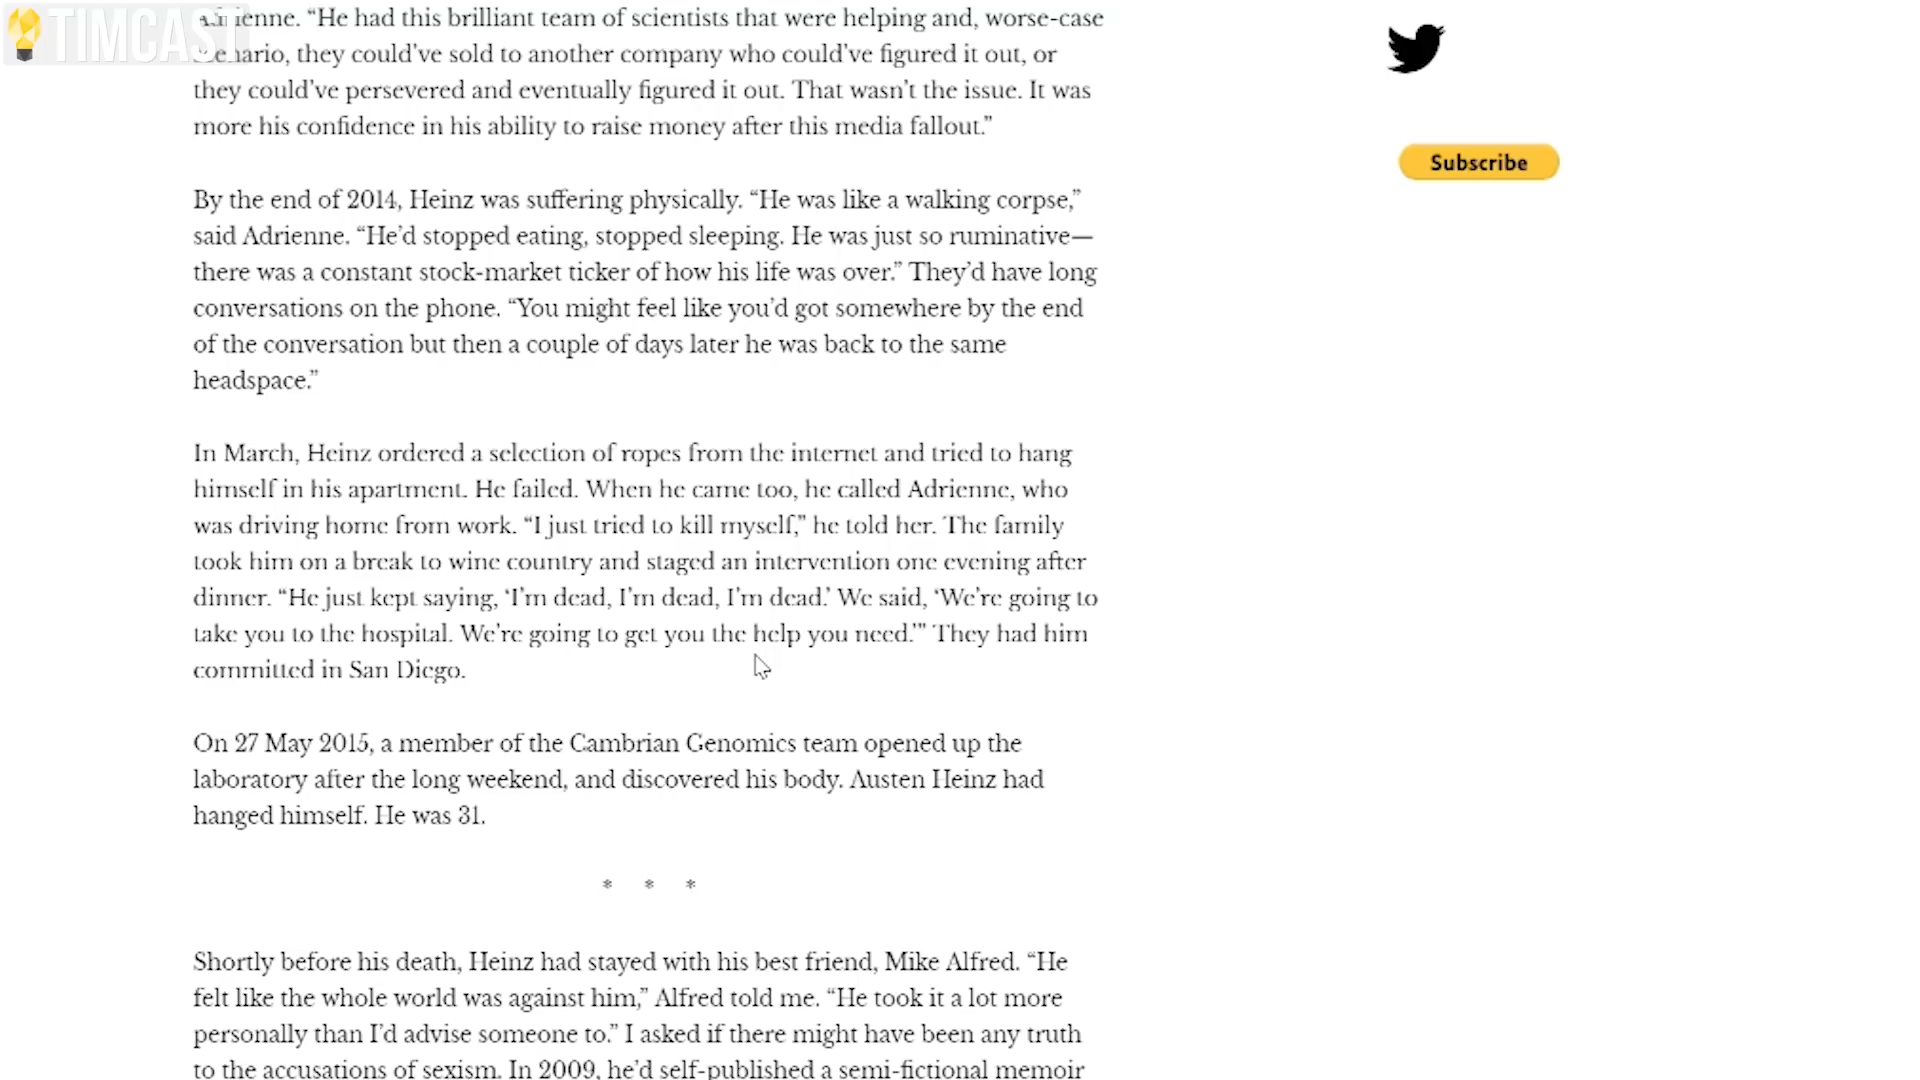 TIMCAST
Adrienne. “He had this brilliant team of scientists that were helping and, worse-case
scenario, they could’ve sold to another company who could’ve figured it out, or
they could’ve persevered and eventually figured it out. That wasn’t the issue. It was
more his confidence in his ability to raise money after this media fallout.”
Subscribe
By the end of 2014, Heinz was suffering physically. “He was like a walking corpse,”
said Adrienne. “He’d stopped eating, stopped sleeping. He was just so ruminative—
there was a constant stock-market ticker of how his life was over.” They’d have long
conversations on the phone. “You might feel like you’d got somewhere by the end
of the conversation but then a couple of days later he was back to the same
headspace.”
In March, Heinz ordered a selection of ropes from the internet and tried to hang
himself in his apartment. He failed. When he came too, he called Adrienne, who
was driving home from work. “I just tried to kill myself,” he told her. The family
took him on a break to wine country and staged an intervention one evening after
dinner. “He just kept saying, ‘I’m dead, I’m dead, I’m dead.’ We said, ‘We’re going to
take you to the hospital. We’re going to get you the help you need.’” They had him
committed in San Diego.
On 27 May 2015, a member of the Cambrian Genomics team opened up the
laboratory after the long weekend, and discovered his body. Austen Heinz had
hanged himself. He was 31.
* * *
Shortly before his death, Heinz had stayed with his best friend, Mike Alfred. “He
felt like the whole world was against him,” Alfred told me. “He took it a lot more
personally than I’d advise someone to.” I asked if there might have been any truth
to the accusations of sexism. In 2009, he’d self-published a semi-fictional memoir